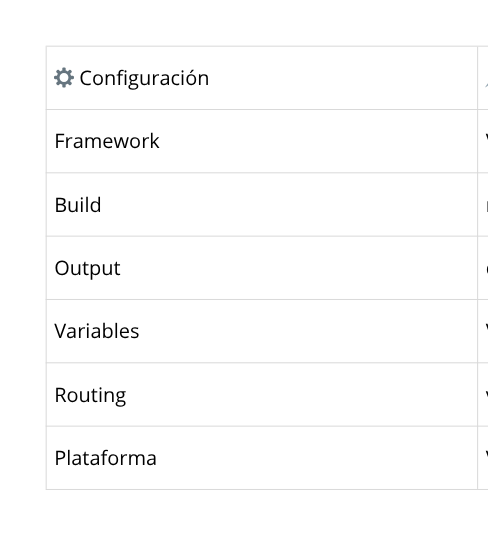 Configuración
Framework
Build
Output
Variables
Routing
Plataforma